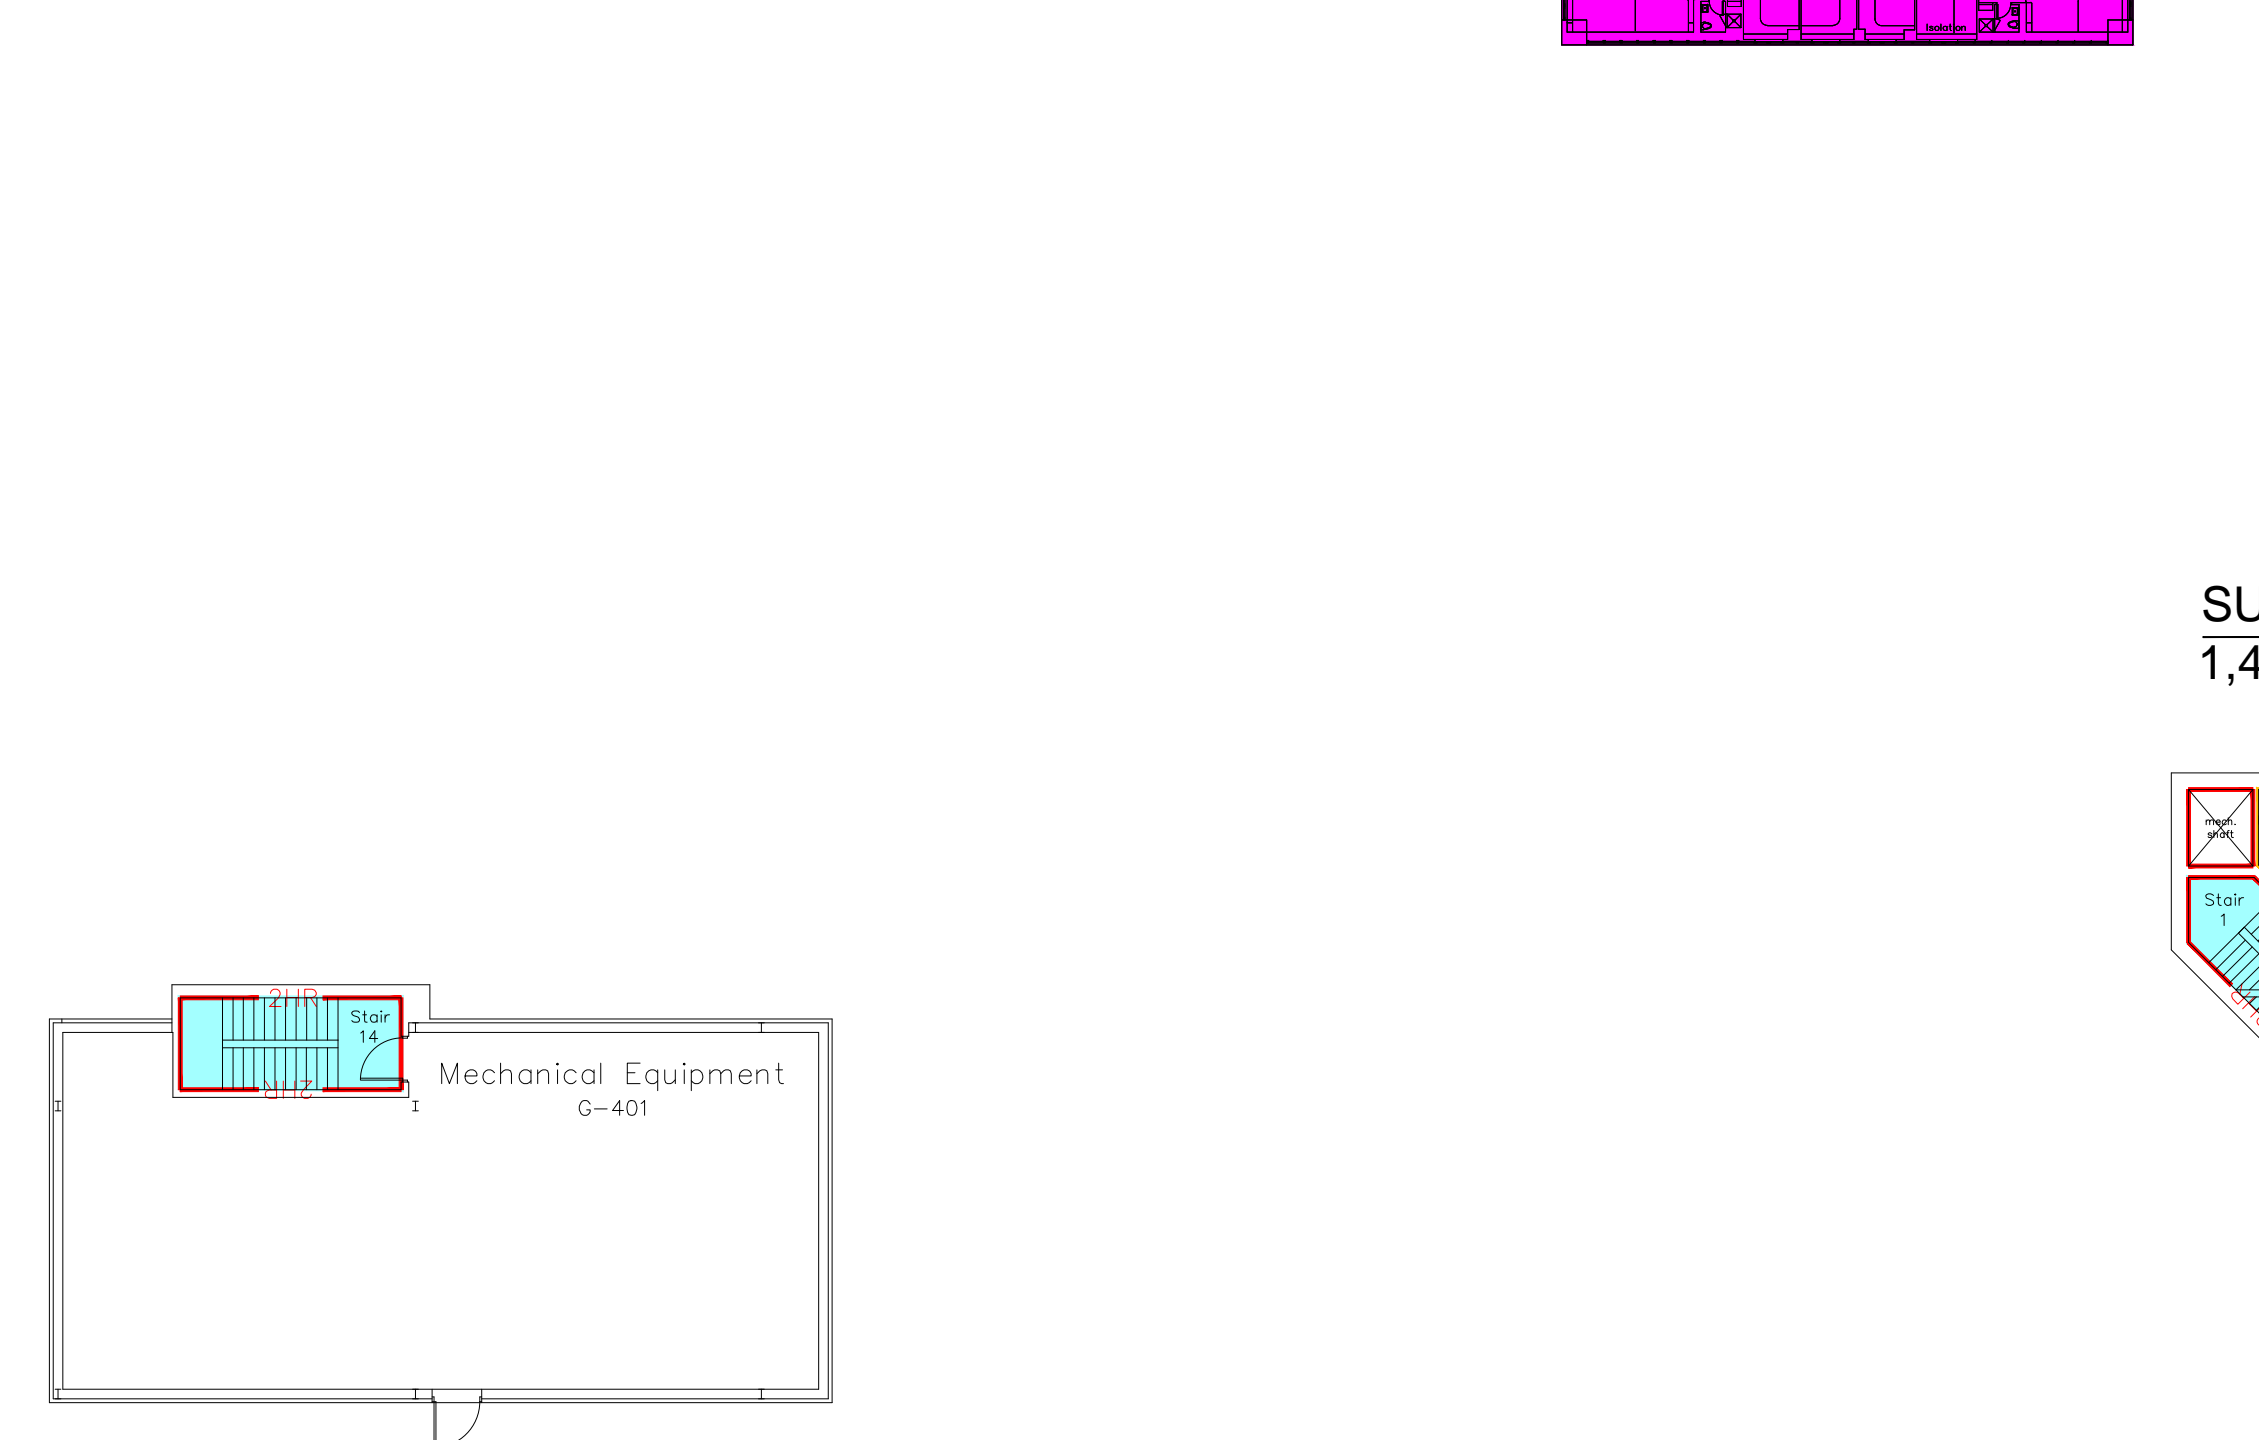 Isolation
SU
1,4
mech.
shaft
Stair
1
2HR
Stair
14
2HR
Mechanical Equipment
G-401